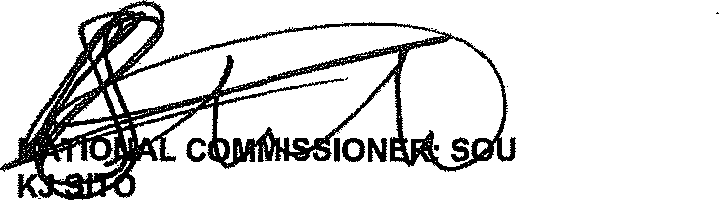 NATIONAL COMMISSIONER: SOU
KJ SITO